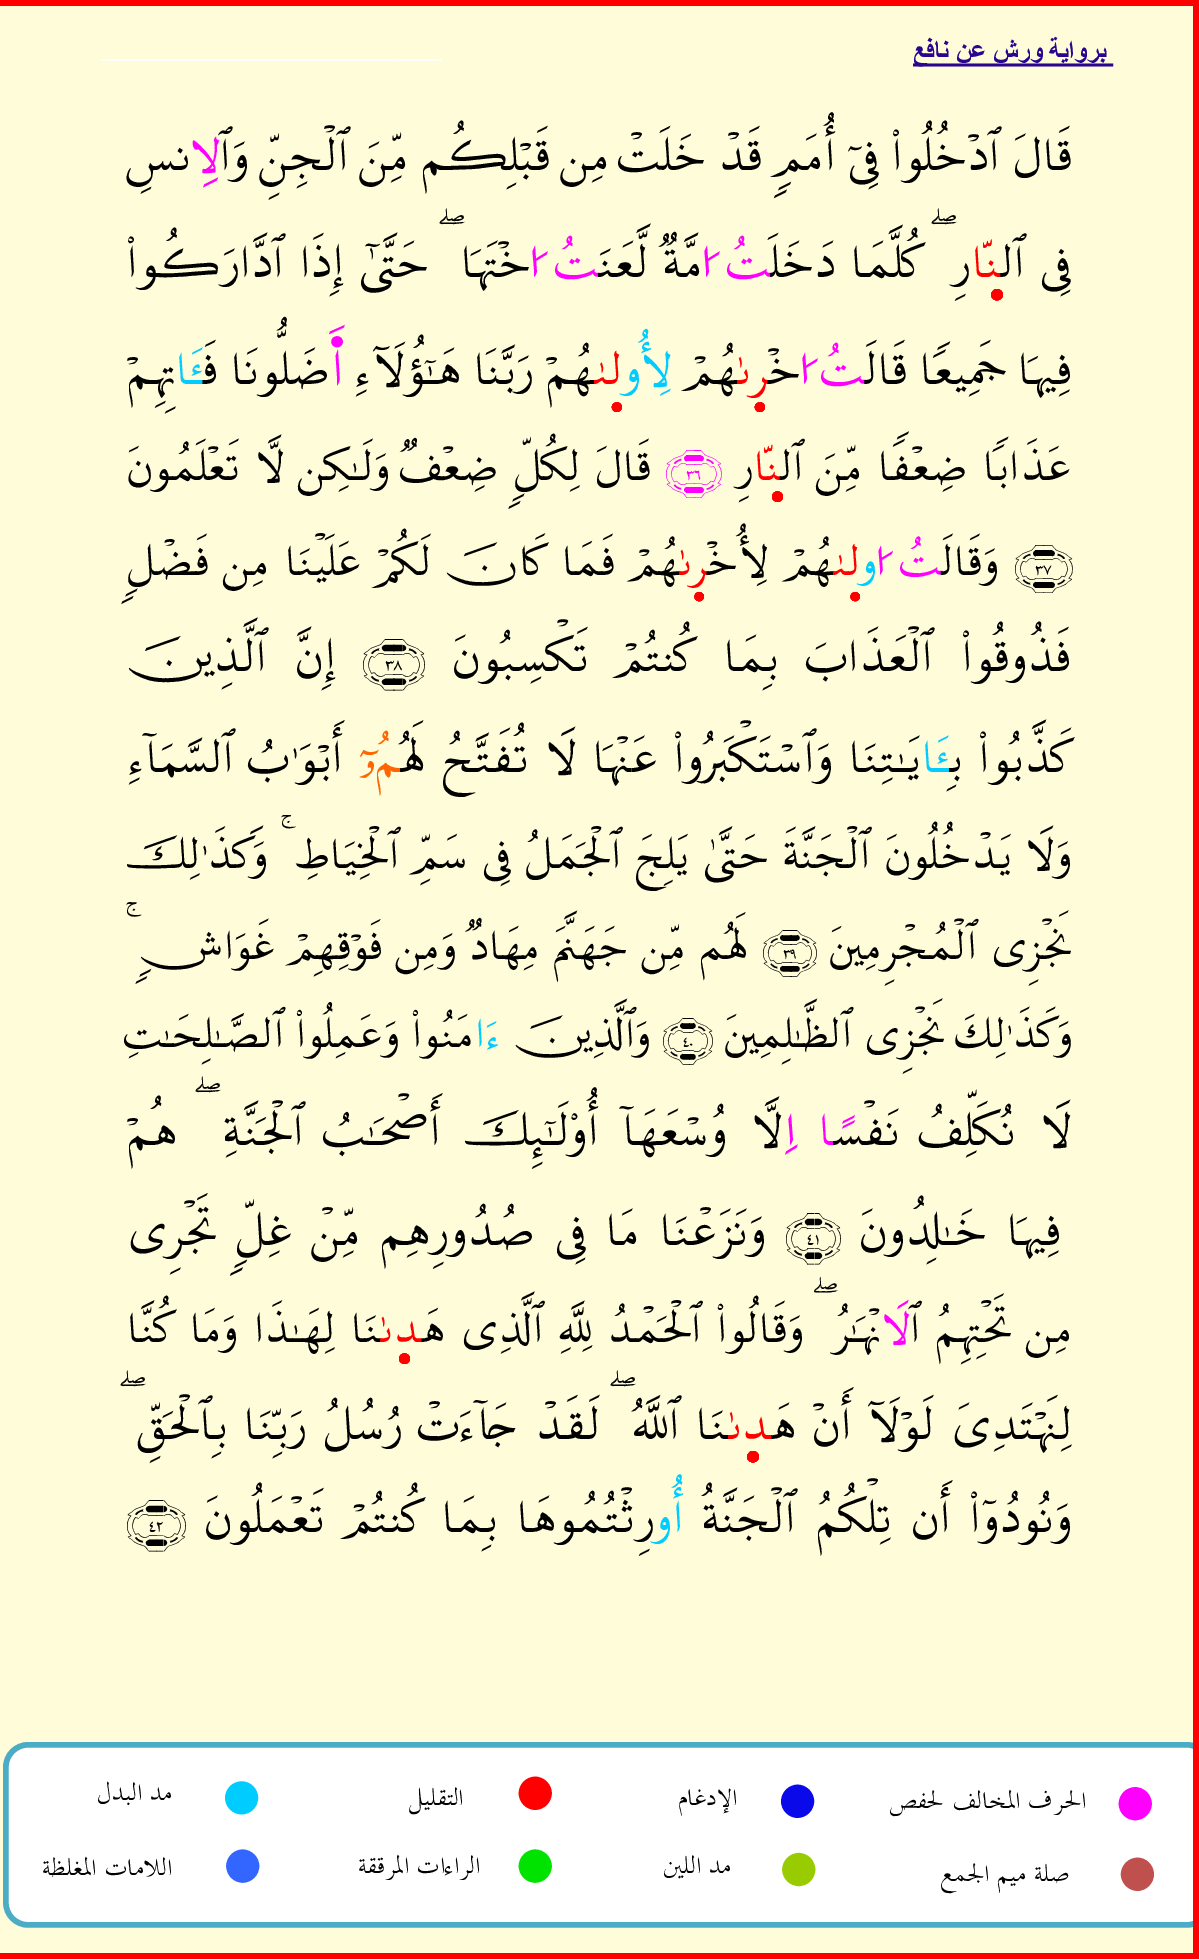 برواية ورش عن نافع
قَالَ ٱدْخُلُوا۟ فِىٓ أُمَمٍۢ قَدْ خَلَتْ مِن قَبْلِكُم مِّنَ ٱلْجِنِّ وَٱلِانسِ
فِى ٱلنّ۪ارِۖ كُلَّمَا دَخَلَتُ ا۟مَّةٌۭ لَّعَنَتُ ا۟خْتَهَاۖ حَتَّىٰٓ إِذَا ٱدَّارَكُوا۟
فِيهَا جَمِيعًۭا قَالَتُ ا۟خْر۪ىٰهُمْ لِأُول۪ىٰهُمْ رَبَّنَا هَـٰٓؤُلَآءِ اَ۬ضَلُّونَا فَـَٔاتِهِمْ
عَذَابًۭا ضِعْفًۭا مِّنَ ٱلنّ۪ارِ ٣٦ قَالَ لِكُلٍّۢ ضِعْفٌۭ وَلَـٰكِن لَّا تَعْلَمُونَ
٣٧ وَقَالَتُ ا۟ول۪ىٰهُمْ لِأُخْر۪ىٰهُمْ فَمَا كَانَ لَكُمْ عَلَيْنَا مِن فَضْلٍۢ
فَذُوقُوا۟ ٱلْعَذَابَ بِمَا كُنتُمْ تَكْسِبُونَ ٣٨ إِنَّ ٱلَّذِينَ
كَذَّبُوا۟ بِـَٔايَـٰتِنَا وَٱسْتَكْبَرُوا۟ عَنْهَا لَا تُفَتَّحُ لَهُمُۥٓ أَبْوَٰبُ ٱلسَّمَآءِ
وَلَا يَدْخُلُونَ ٱلْجَنَّةَ حَتَّىٰ يَلِجَ ٱلْجَمَلُ فِى سَمِّ ٱلْخِيَاطِۚ وَكَذَٰلِكَ
نَجْزِى ٱلْمُجْرِمِينَ ٣٩ لَهُم مِّن جَهَنَّمَ مِهَادٌۭ وَمِن فَوْقِهِمْ غَوَاشٍۢۚ
وَكَذَٰلِكَ نَجْزِى ٱلظَّـٰلِمِينَ ٤٠ وَٱلَّذِينَ ءَامَنُوا۟ وَعَمِلُوا۟ ٱلصَّـٰلِحَـٰتِ
لَا نُكَلِّفُ نَفْسًا اِلَّا وُسْعَهَآ أُو۟لَـٰٓئِكَ أَصْحَـٰبُ ٱلْجَنَّةِۖ هُمْ
فِيهَا خَـٰلِدُونَ ٤١ وَنَزَعْنَا مَا فِى صُدُورِهِم مِّنْ غِلٍّۢ تَجْرِى
مِن تَحْتِهِمُ ٱلَانْهَـٰرُۖ وَقَالُوا۟ ٱلْحَمْدُ لِلَّهِ ٱلَّذِى هَد۪ىٰنَا لِهَـٰذَا وَمَا كُنَّا
لِنَهْتَدِىَ لَوْلَآ أَنْ هَد۪ىٰنَا ٱللَّهُۖ لَقَدْ جَآءَتْ رُسُلُ رَبِّنَا بِٱلْحَقِّۖ
وَنُودُوٓا۟ أَن تِلْكُمُ ٱلْجَنَّةُ أُورِثْتُمُوهَا بِمَا كُنتُمْ تَعْمَلُونَ ٤٢
الحرف المخالف لحفص الإدغام التقليل مد البدل
صلة ميم الجمع مد اللين الراءات المرققة اللامات المغلظة